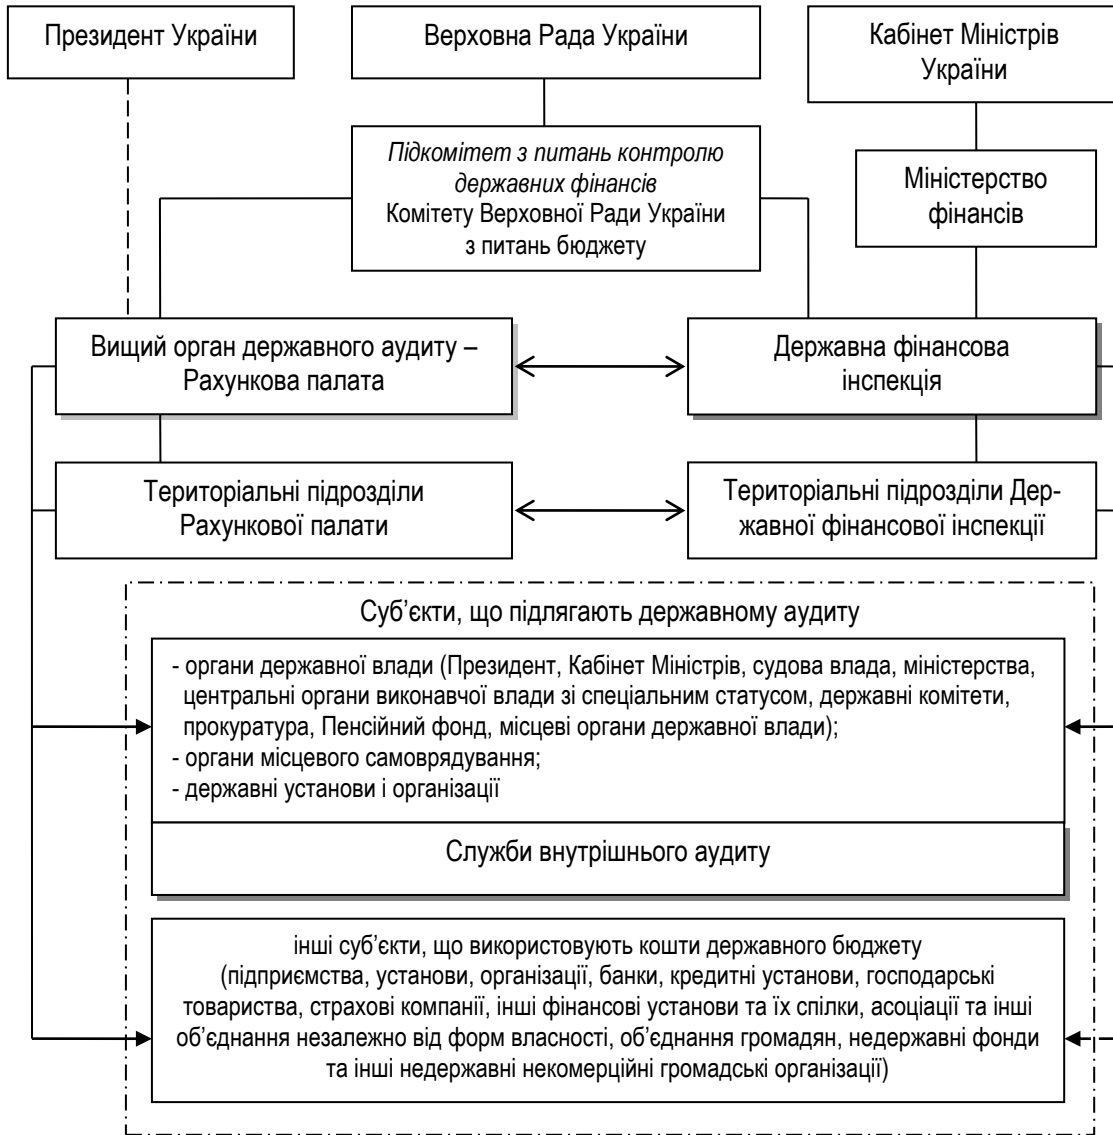 Президент України
Верховна Рада України
Кабінет Міністрів
України
Підкомітет з питань контролю
державних фінансів
Комітету Верховної Ради України
з питань бюджету
Міністерство
фінансів
Вищий орган державного аудиту –
Рахункова палата
Державна фінансова
інспекція
Територіальні підрозділи
Рахункової палати
Територіальні підрозділи Дер-
жавної фінансової інспекції
Суб’єкти, що підлягають державному аудиту
- органи державної влади (Президент, Кабінет Міністрів, судова влада, міністерства,
центральні органи виконавчої влади зі спеціальним статусом, державні комітети,
прокуратура, Пенсійний фонд, місцеві органи державної влади);
- органи місцевого самоврядування;
- державні установи і організації
Служби внутрішнього аудиту
інші суб’єкти, що використовують кошти державного бюджету
(підприємства, установи, організації, банки, кредитні установи, господарські
товариства, страхові компанії, інші фінансові установи та їх спілки, асоціації та інші
об’єднання незалежно від форм власності, об’єднання громадян, недержавні фонди
та інші недержавні некомерційні громадські організації)